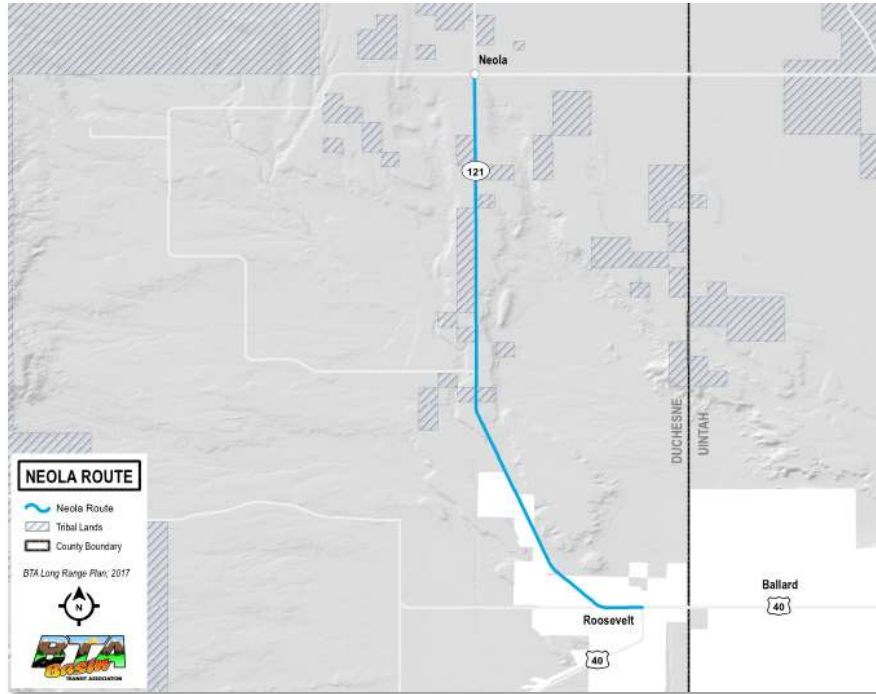 Neola
121
DUCHESNE
UINTAH
NEOLA ROUTE
Neola Route
Tribal Lands
County Boundary
BTA Long Range Plan; 2017
N
BTA
Basin
TRANSIT ASSOCIATION
Ballard
40
Roosevelt
40